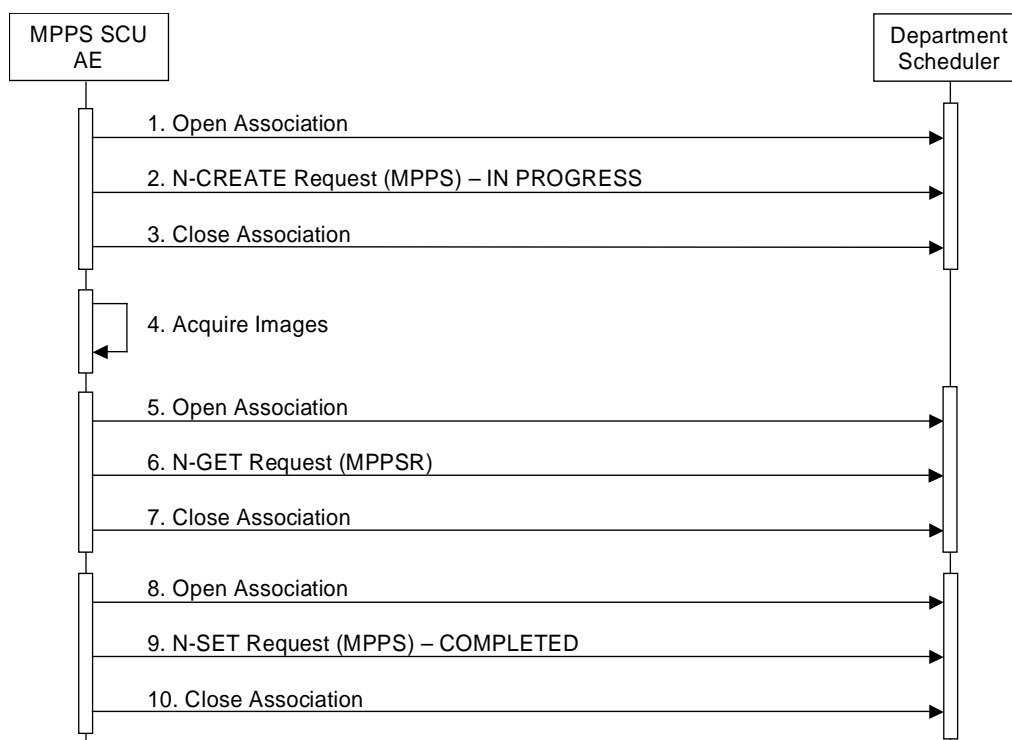 MPPS SCU
AE
Department
Scheduler
1. Open Association
2. N-CREATE Request (MPPS) – IN PROGRESS
3. Close Association
4. Acquire Images
5. Open Association
6. N-GET Request (MPPSR)
7. Close Association
8. Open Association
9. N-SET Request (MPPS) – COMPLETED
10. Close Association